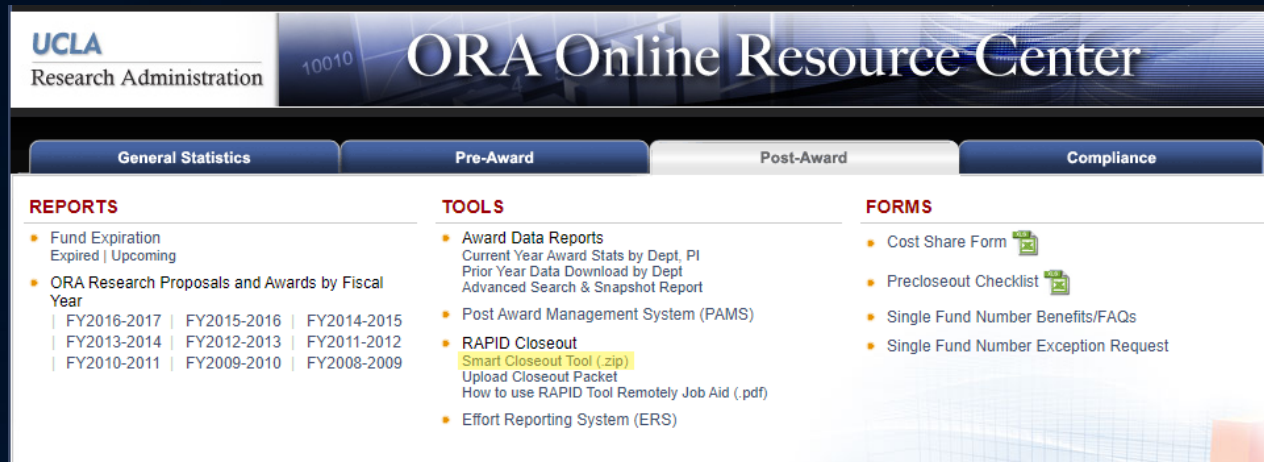 UCLA
Research Administration
10010
ORA Online Resource Center
General Statistics
Pre-Award
Post-Award
Compliance
REPORTS
Fund Expiration
Expired | Upcoming
ORA Research Proposals and Awards by Fiscal
Year
| FY2016-2017 | FY2015-2016 | FY2014-2015
| FY2013-2014 | FY2012-2013 | FY2011-2012
| FY2010-2011 | FY2009-2010 | FY2008-2009
TOOLS
Award Data Reports
Current Year Award Stats by Dept, PI
Prior Year Data Download by Dept
Advanced Search & Snapshot Report
Post Award Management System (PAMS)
RAPID Closeout
Smart Closeout Tool (.zip)
Upload Closeout Packet
How to use RAPID Tool Remotely Job Aid (.pdf)
Effort Reporting System (ERS)
FORMS
Cost Share Form
Precloseout Checklist
Single Fund Number Benefits/FAQs
Single Fund Number Exception Request